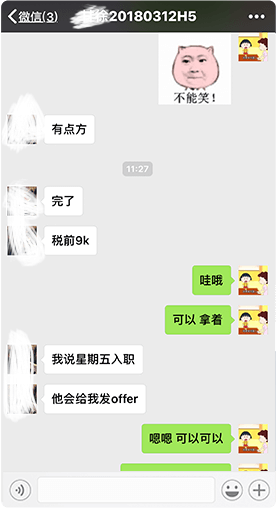 微信(3)
徐20180312H5
不能笑!
有点方
11:27
完了
税前9k
哇哦
可以 拿着
我说星期五入职
他会给我发offer
嗯嗯 可以可以